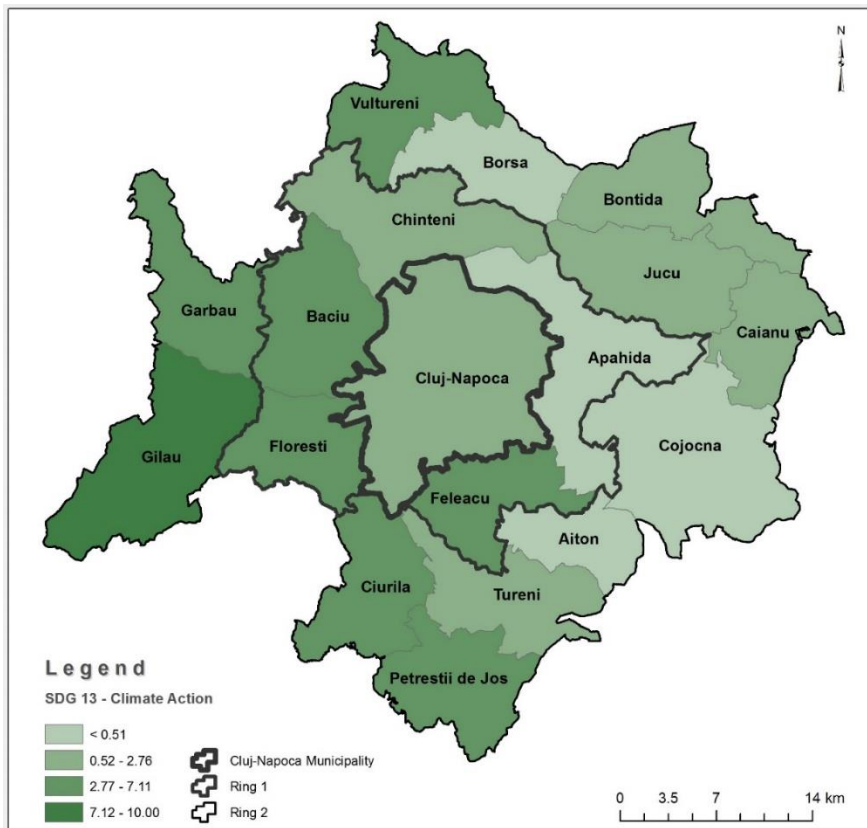 N
Vultureni
Borsa
Bontida
Chinteni
Jucu
Garbau
Baciu
Caianu
Apahida
Cluj-Napoca
Cojocna
Gilau
Floresti
Feleacu
Aiton
Ciurila
Tureni
Petrestii de Jos
Legend
SDG 13 - Climate Action
< 0.51
0.52 - 2.76
2.77 - 7.11
7.12 - 10.00
Cluj-Napoca Municipality
Ring 1
Ring 2
0 3.5 7 14 km